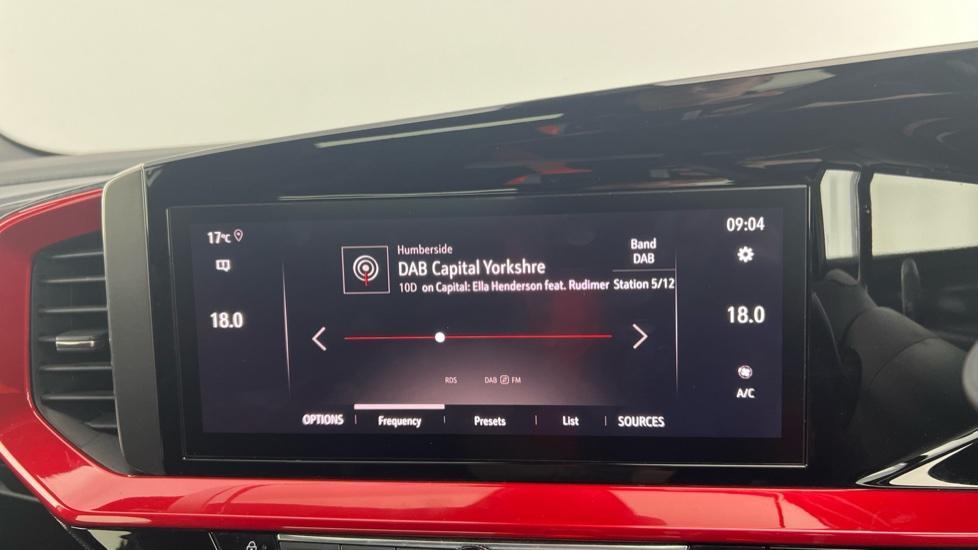 17°C
09:04
Humberside
DAB Capital Yorkshre
10D on Capital: Ella Henderson feat. Rudimer
Band
DAB
Station 5/12
18.0
18.0
RDS
DAB FM
A/C
OPTIONS
Frequency
Presets
List
SOURCES